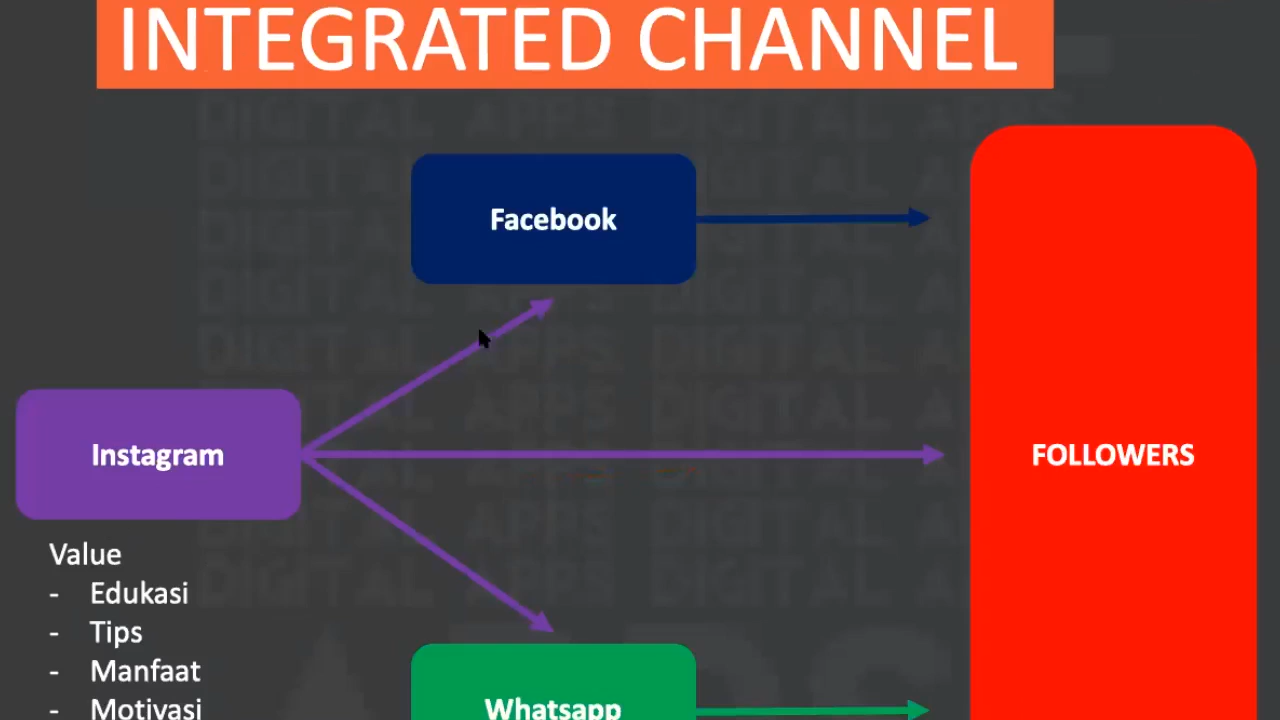 INTEGRATED CHANNEL
Facebook
Instagram
FOLLOWERS
Value
- Edukasi
- Tips
- Manfaat
- Motivasi
Whatsapp